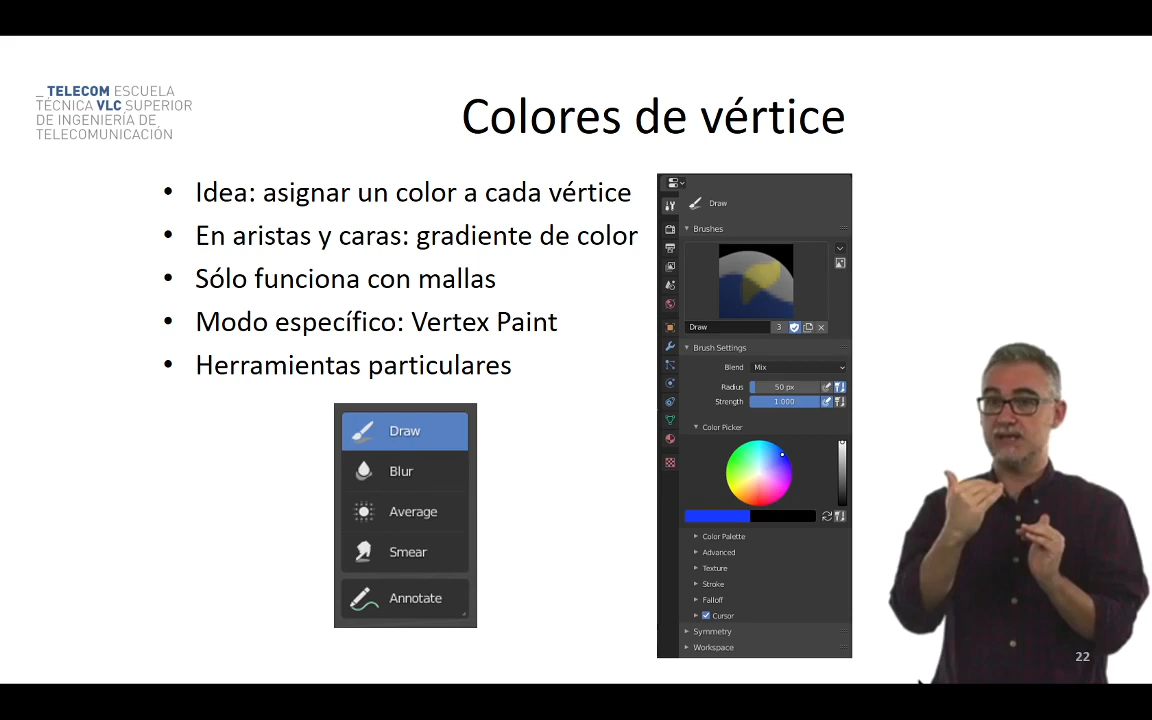 _ TELECOM ESCUELA
TÉCNICA VLC SUPERIOR
DE INGENIERÍA DE
TELECOMUNICACIÓN
Colores de vértice
• Idea: asignar un color a cada vértice
• En aristas y caras: gradiente de color
• Sólo funciona con mallas
• Modo específico: Vertex Paint
• Herramientas particulares
Draw
Blur
Average
Smear
Annotate
Draw
Brushes
Draw 3
Brush Settings
Blend Mix
Radius 50 px
Strength 1.000
Color Picker
Color Palette
Advanced
Texture
Stroke
Falloff
Cursor
Symmetry
Workspace
22